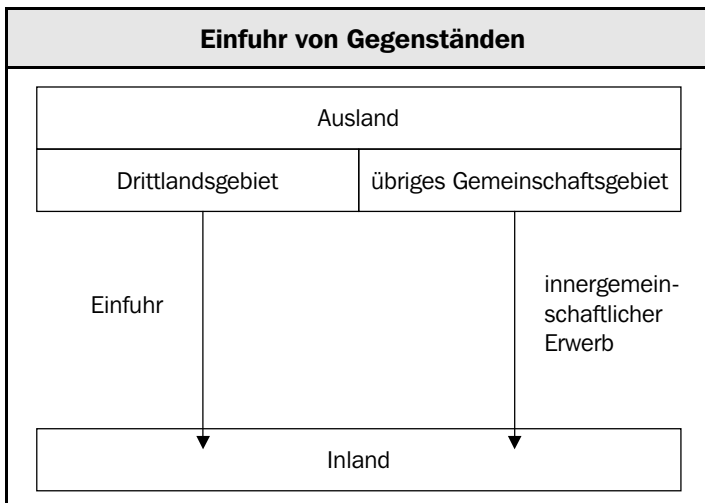 Einfuhr von Gegenständen
Ausland
Drittlandsgebiet
übriges Gemeinschaftsgebiet
Einfuhr
innergemein-
schaftlicher
Erwerb
Inland